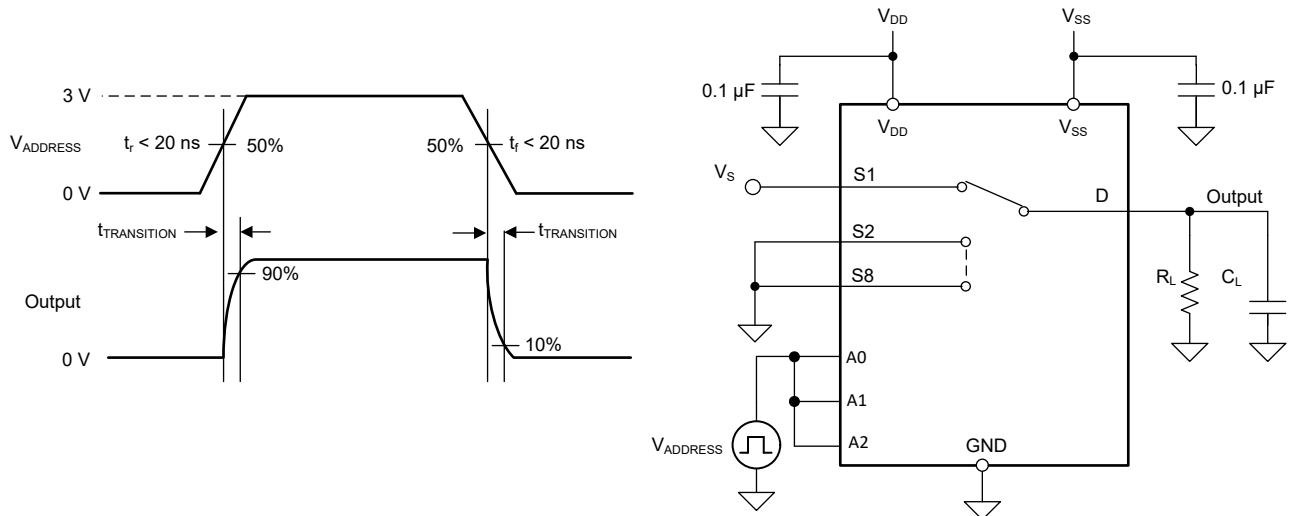 3 V
V_ADDRESS
t_r < 20 ns
50%
50%
t_f < 20 ns
0 V
t_TRANSITION
t_TRANSITION
90%
Output
10%
0 V
V_DD
V_SS
0.1 µF
0.1 µF
V_DD
V_SS
V_S
S1
D
Output
S2
S8
R_L
C_L
A0
A1
A2
V_ADDRESS
GND